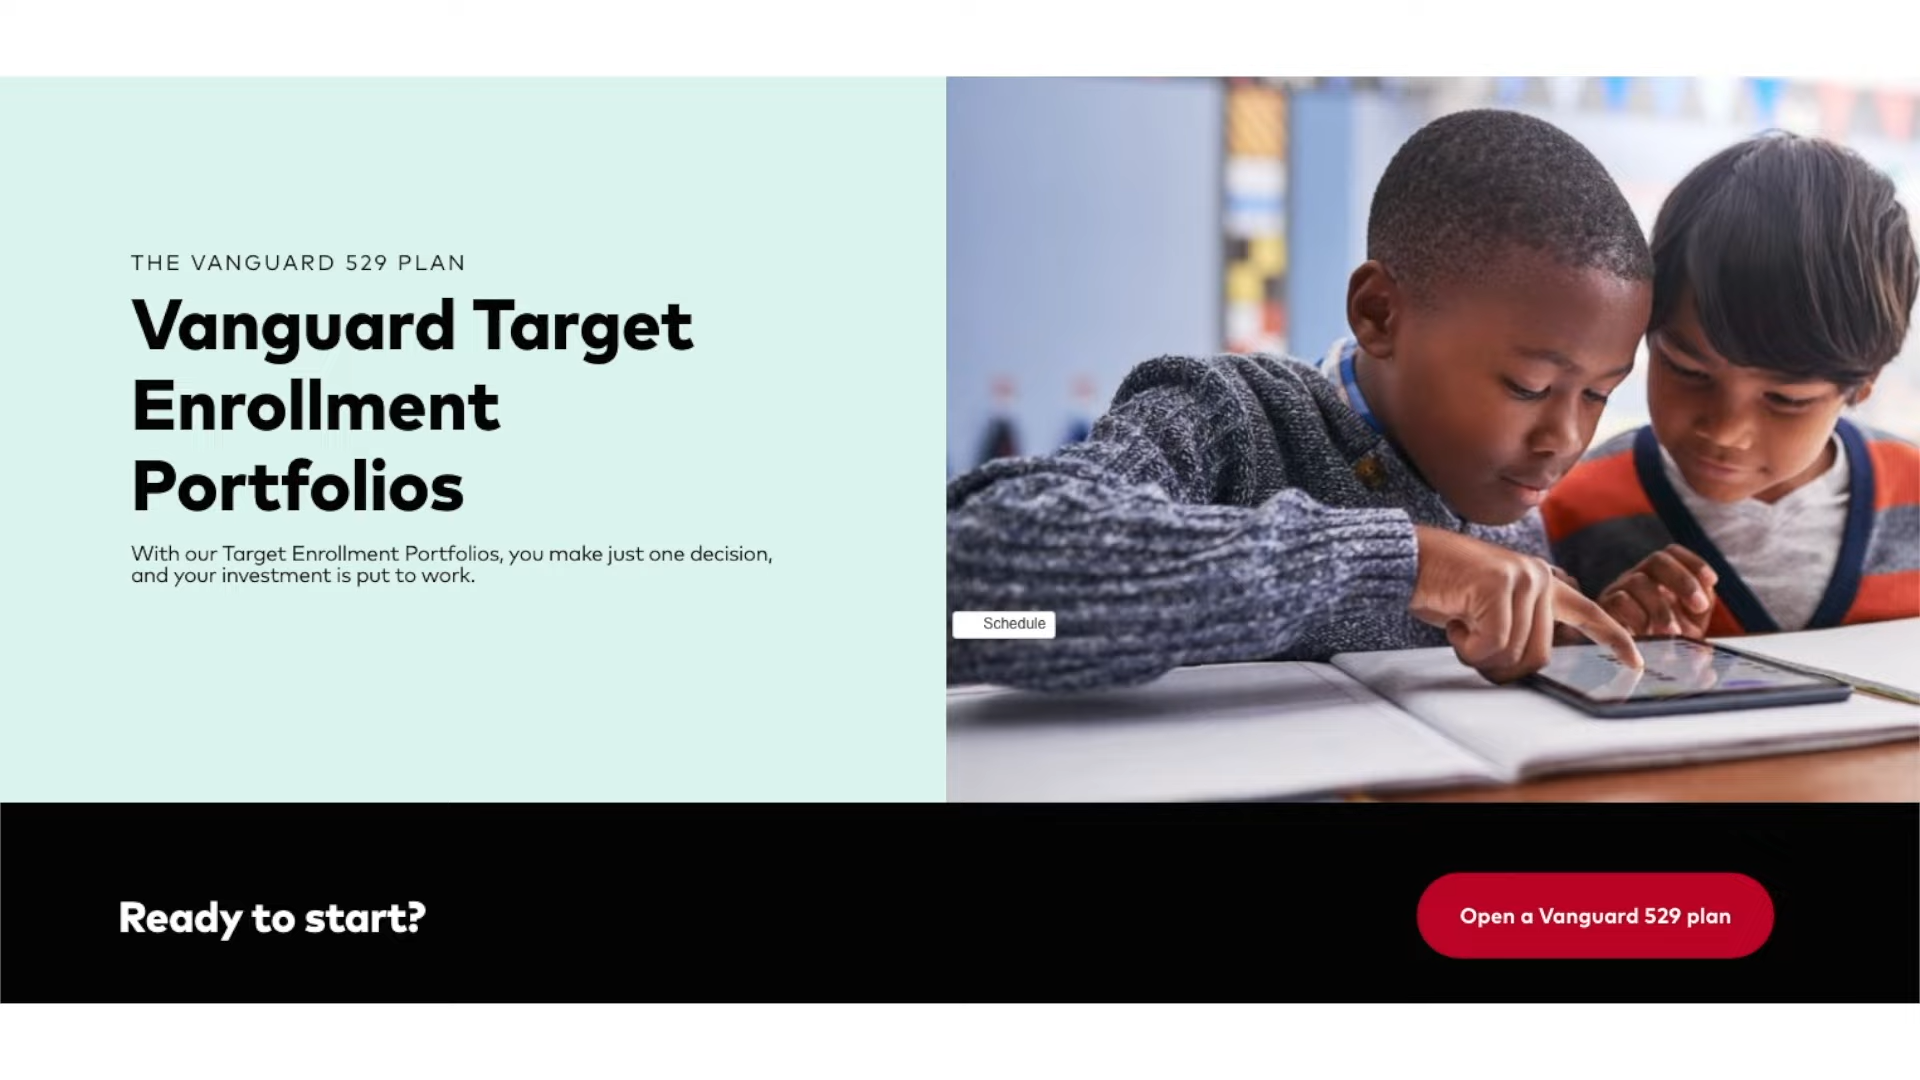 THE VANGUARD 529 PLAN
Vanguard Target
Enrollment
Portfolios
With our Target Enrollment Portfolios, you make just one decision,
and your investment is put to work.
Schedule
Ready to start?
Open a Vanguard 529 plan